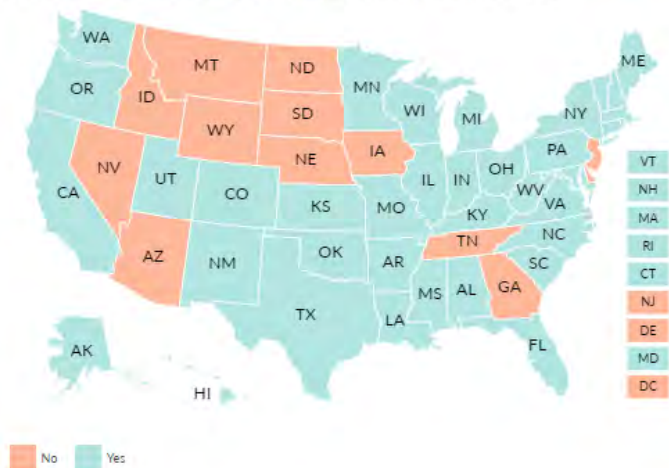 WA
ME
MT
ND
MN
OR
ID
WI
NY
SD
MI
WY
IA
PA
NE
NV
OH
IL
IN
UT
WV
CA
CO
VA
KS
MO
KY
NC
TN
AZ
OK
NM
AR
SC
MS
AL
GA
TX
LA
FL
AK
HI
VT
NH
MA
RI
CT
NJ
DE
MD
DC
No
Yes